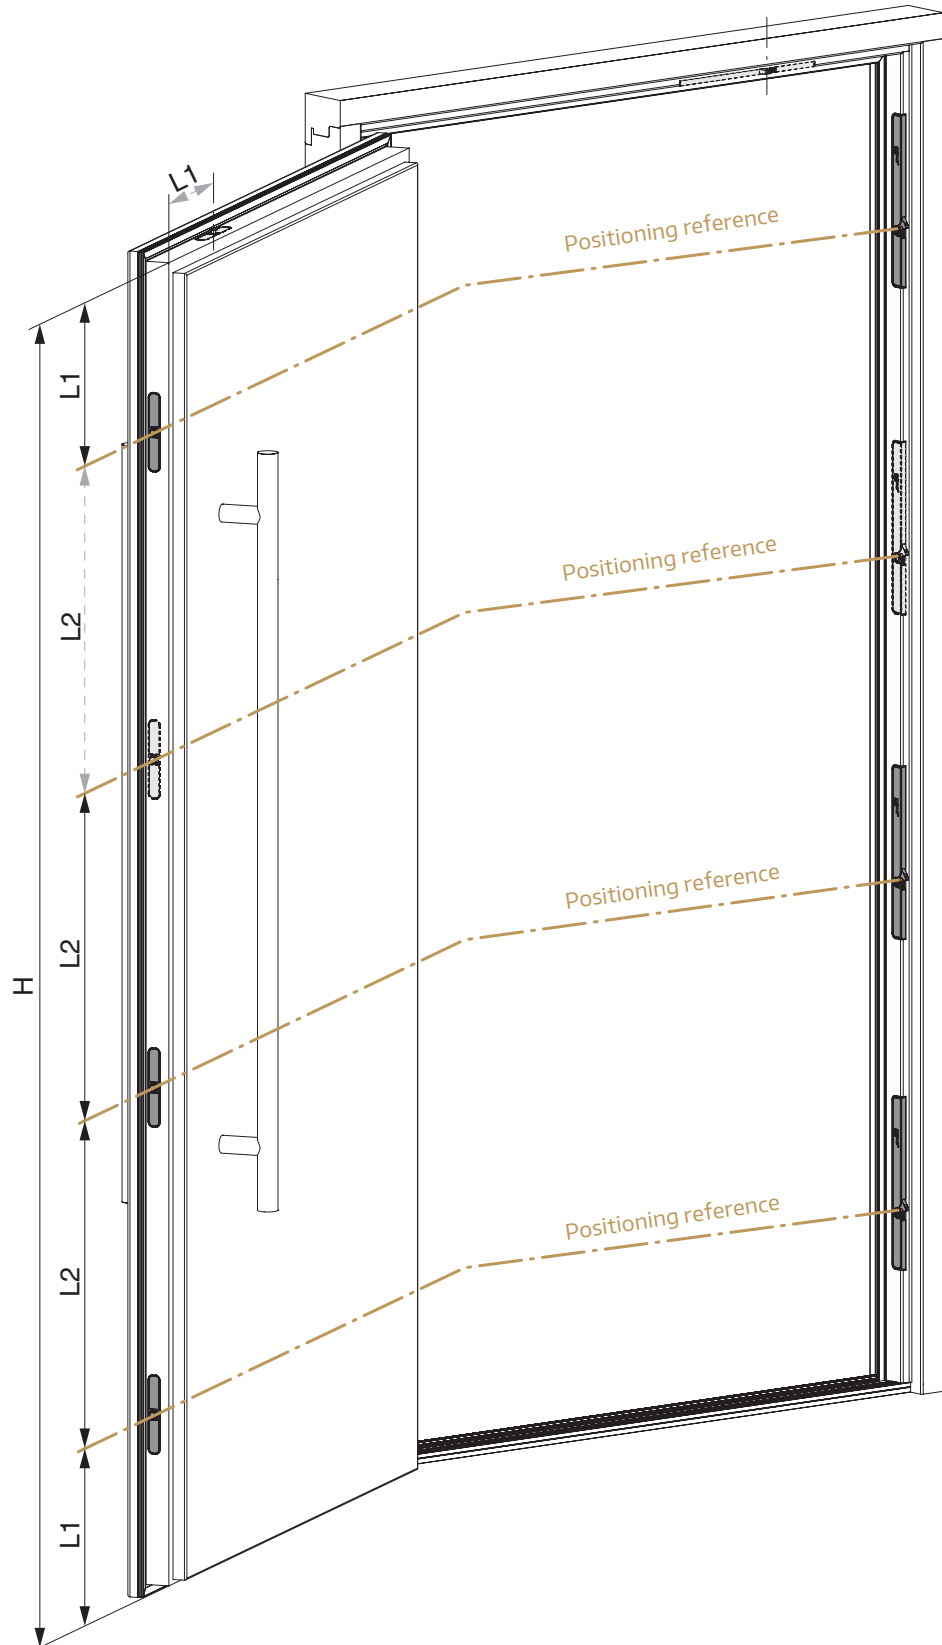 L1
Positioning reference
L1
Positioning reference
L2
Positioning reference
L2
H
Positioning reference
L2
L1